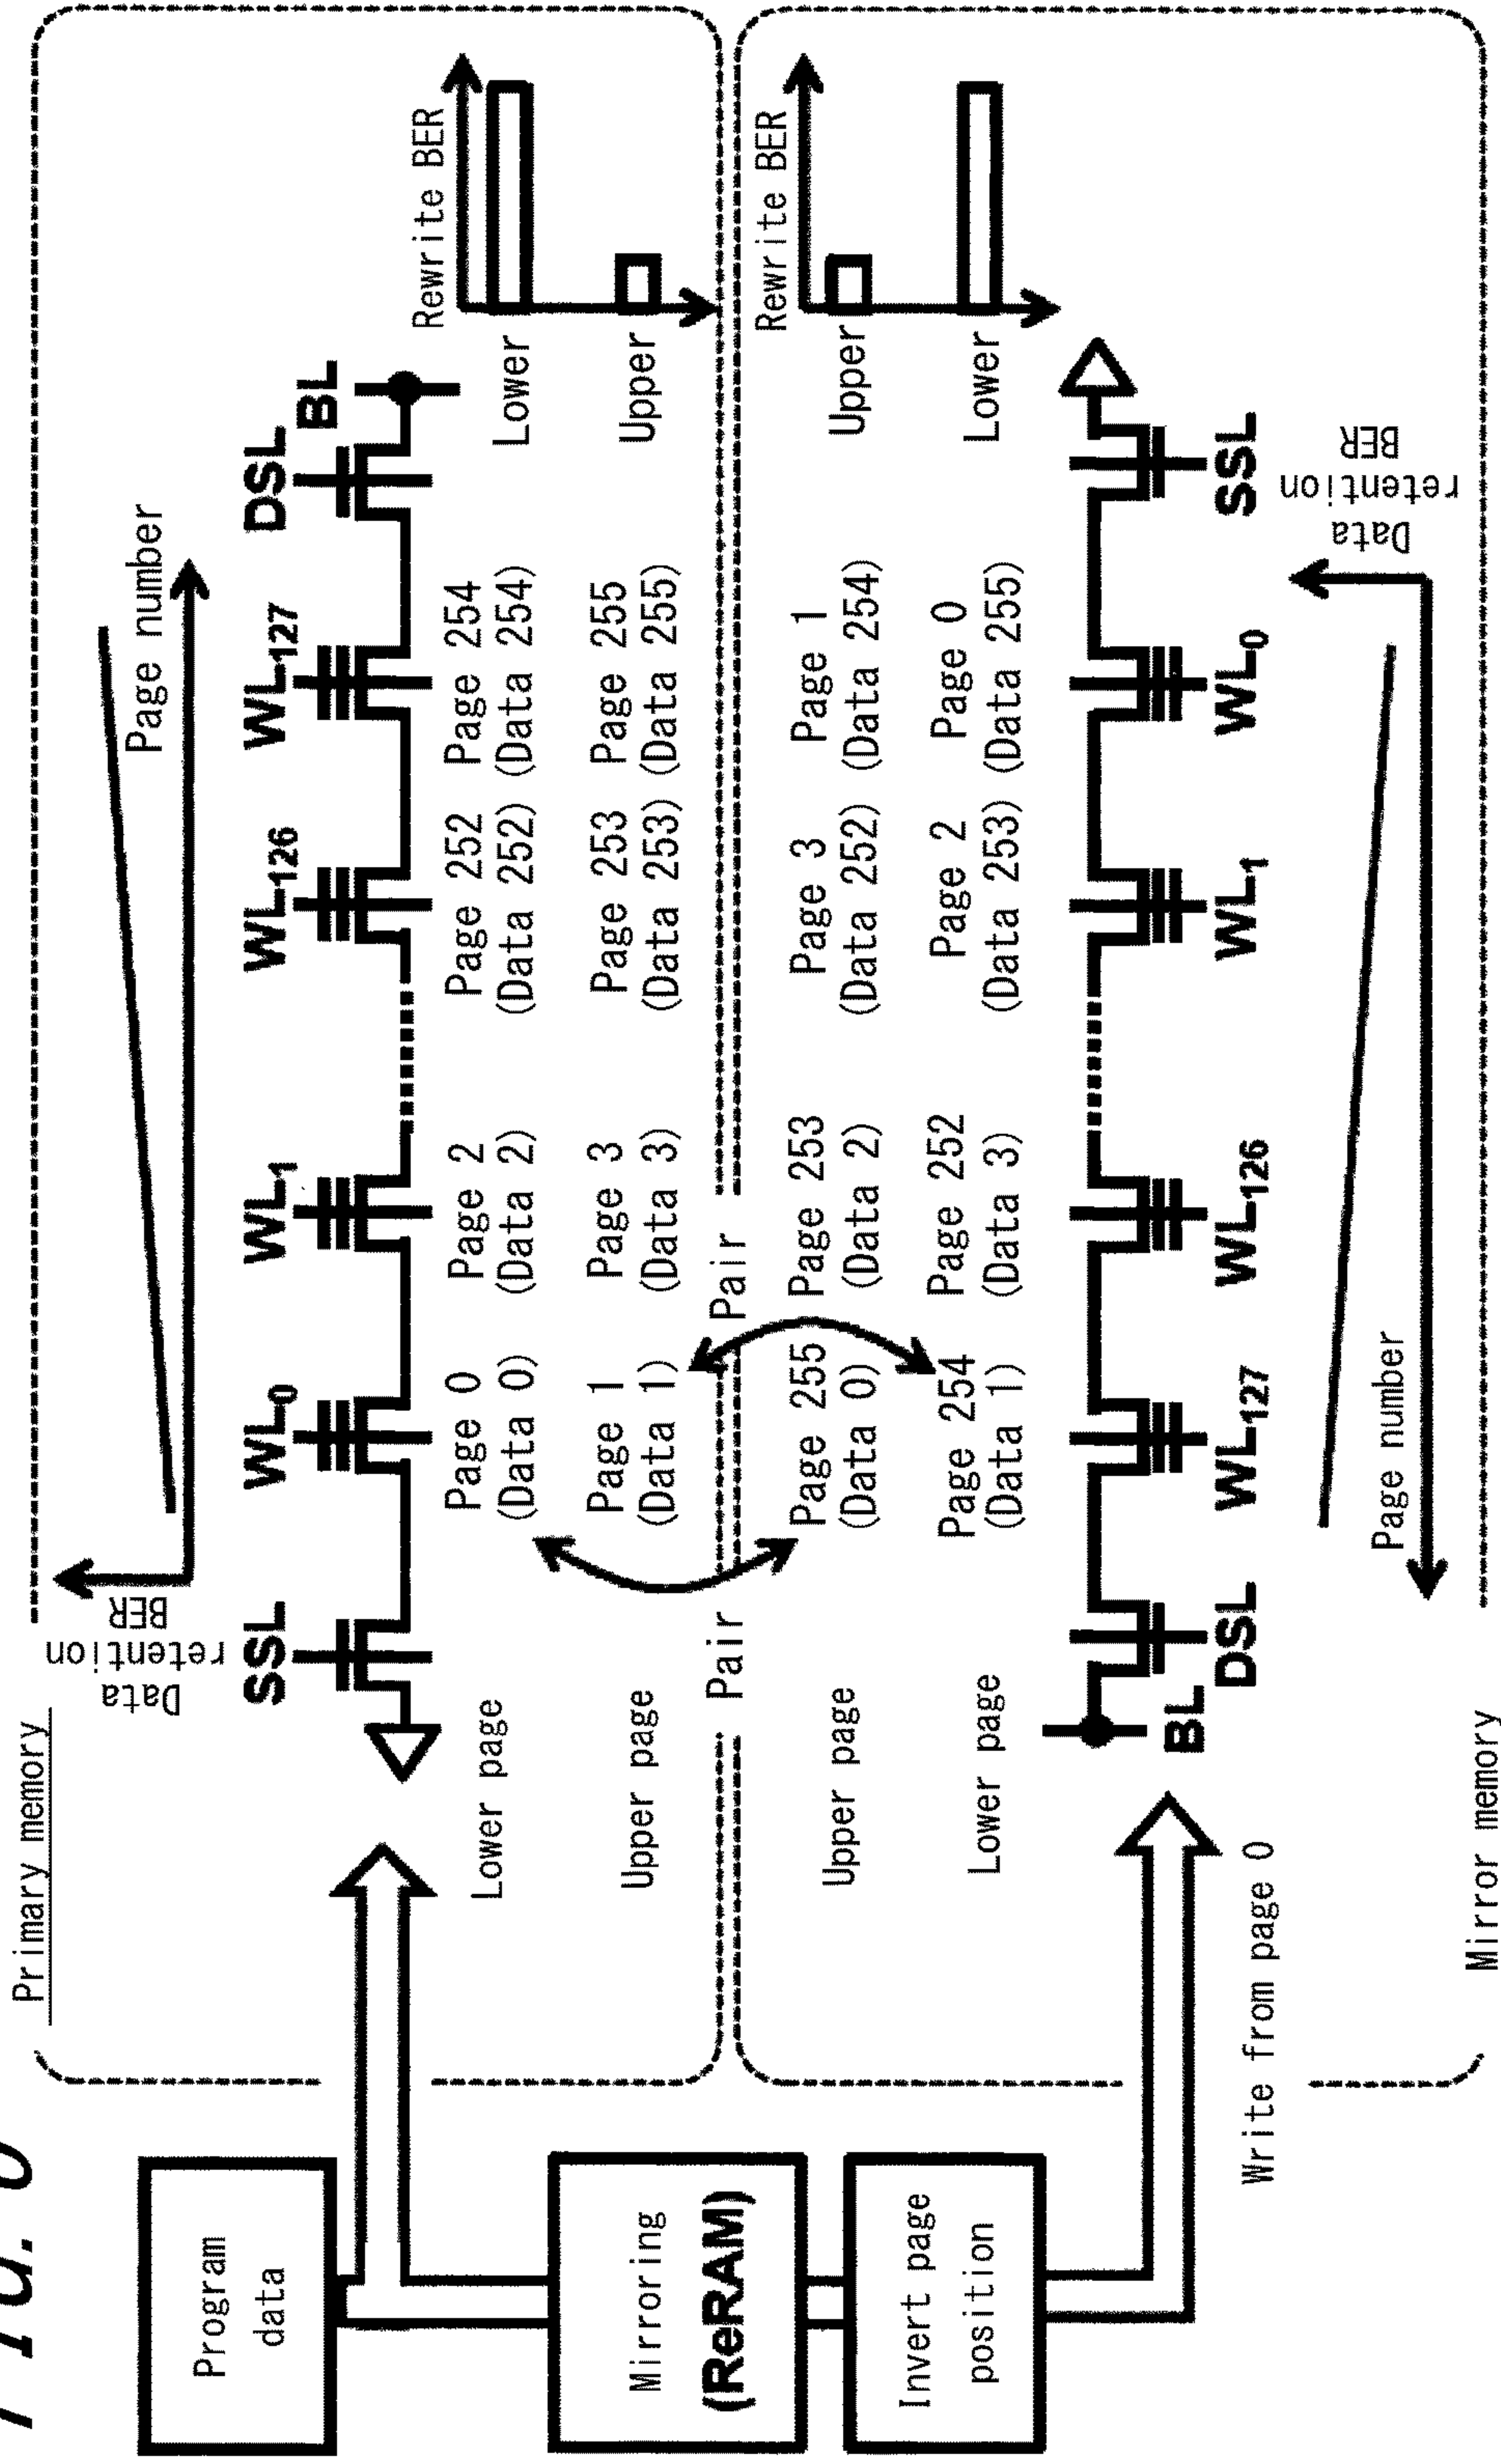 Primary memory
Data
retention
BER
Page number
SSL
WL0
WL1
WL126
WL127
DSL
BL
Program
data
Lower page
Page 0
(Data 0)
Page 2
(Data 2)
Page 252
(Data 252)
Page 254
(Data 254)
Upper page
Page 1
(Data 1)
Page 3
(Data 3)
Page 253
(Data 253)
Page 255
(Data 255)
Rewrite BER
Lower
Upper
Mirroring
(ReRAM)
Pair
Pair
Upper page
Page 255
(Data 0)
Page 253
(Data 2)
Page 3
(Data 252)
Page 1
(Data 254)
Lower page
Page 254
(Data 1)
Page 252
(Data 3)
Page 2
(Data 253)
Page 0
(Data 255)
Rewrite BER
Upper
Lower
Invert page
position
BL
DSL
WL127
WL126
WL1
WL0
SSL
Write from page 0
Page number
Data
retention
BER
Mirror memory